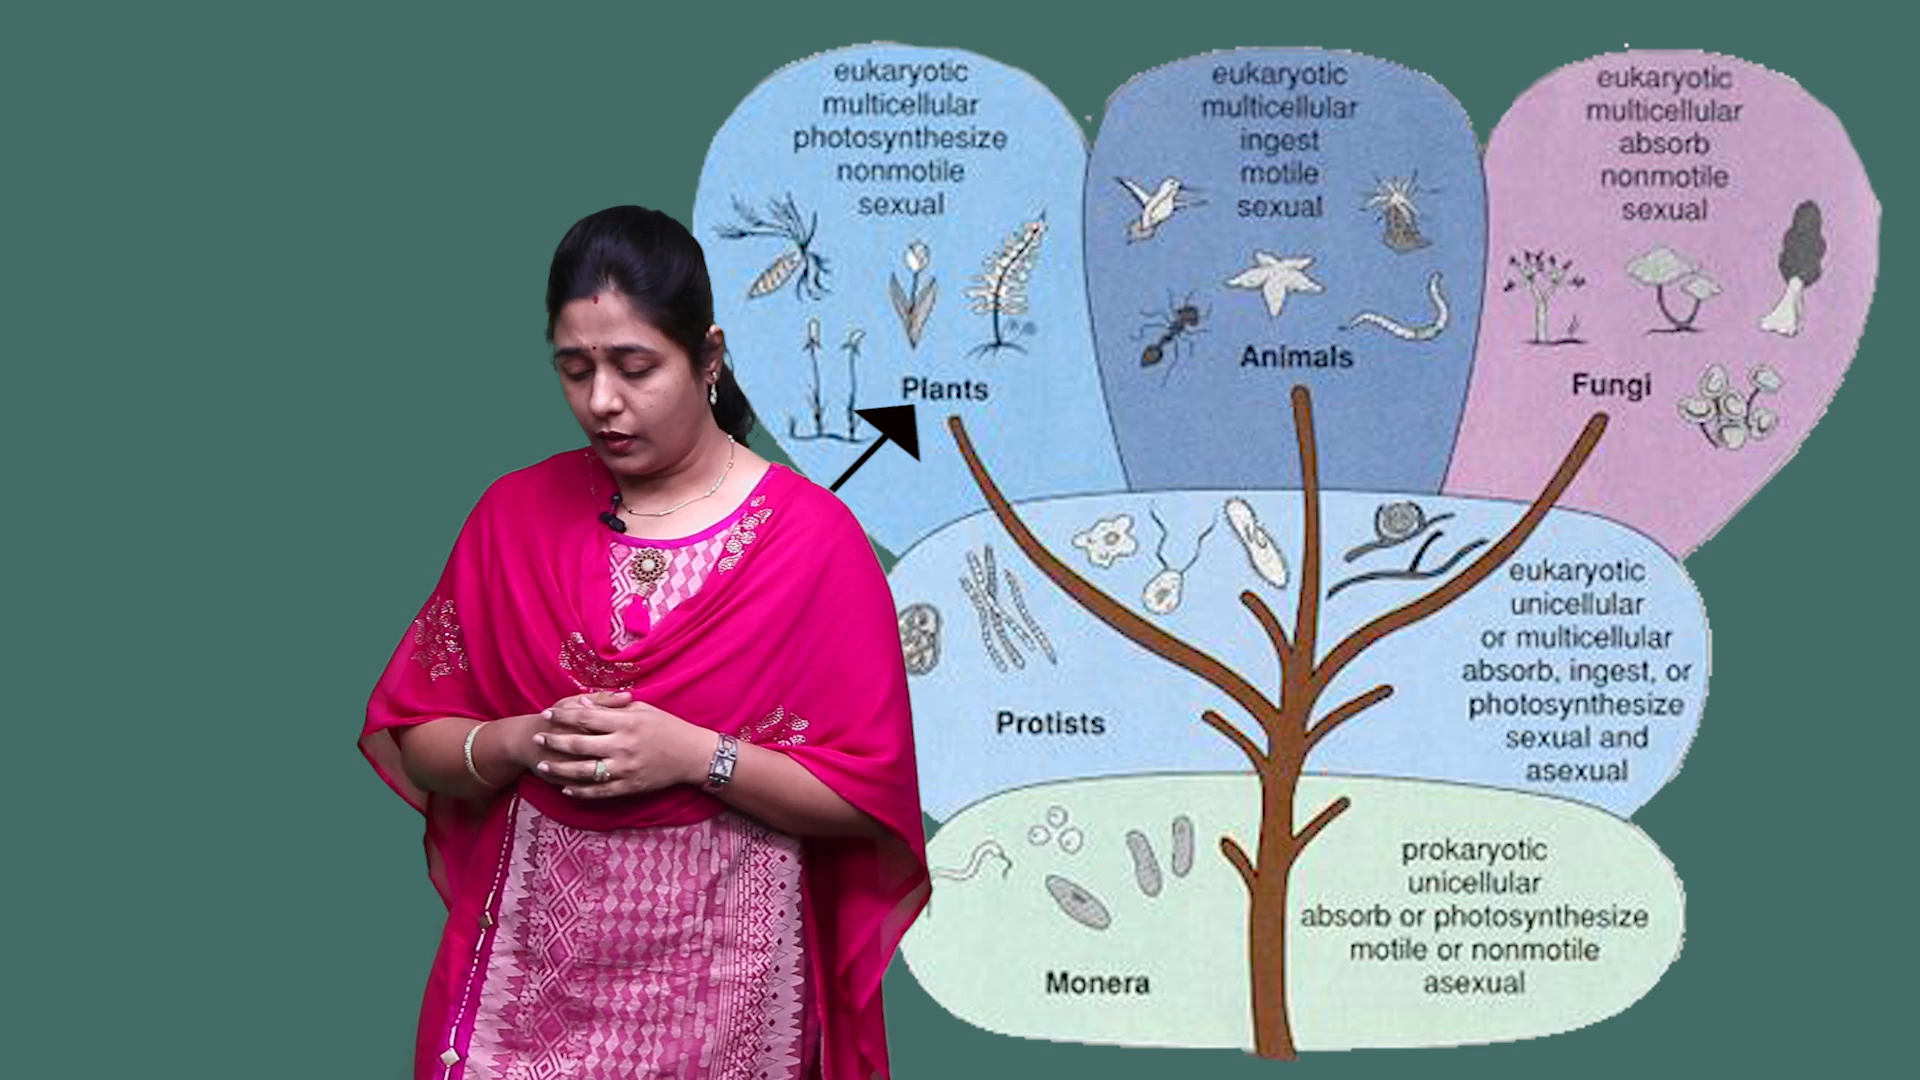 eukaryotic
multicellular
photosynthesize
nonmotile
sexual
Plants
eukaryotic
multicellular
ingest
motile
sexual
Animals
eukaryotic
multicellular
absorb
nonmotile
sexual
Fungi
eukaryotic
unicellular
or multicellular
absorb, ingest, or
photosynthesize
sexual and
asexual
Protists
prokaryotic
unicellular
absorb or photosynthesize
motile or nonmotile
asexual
Monera